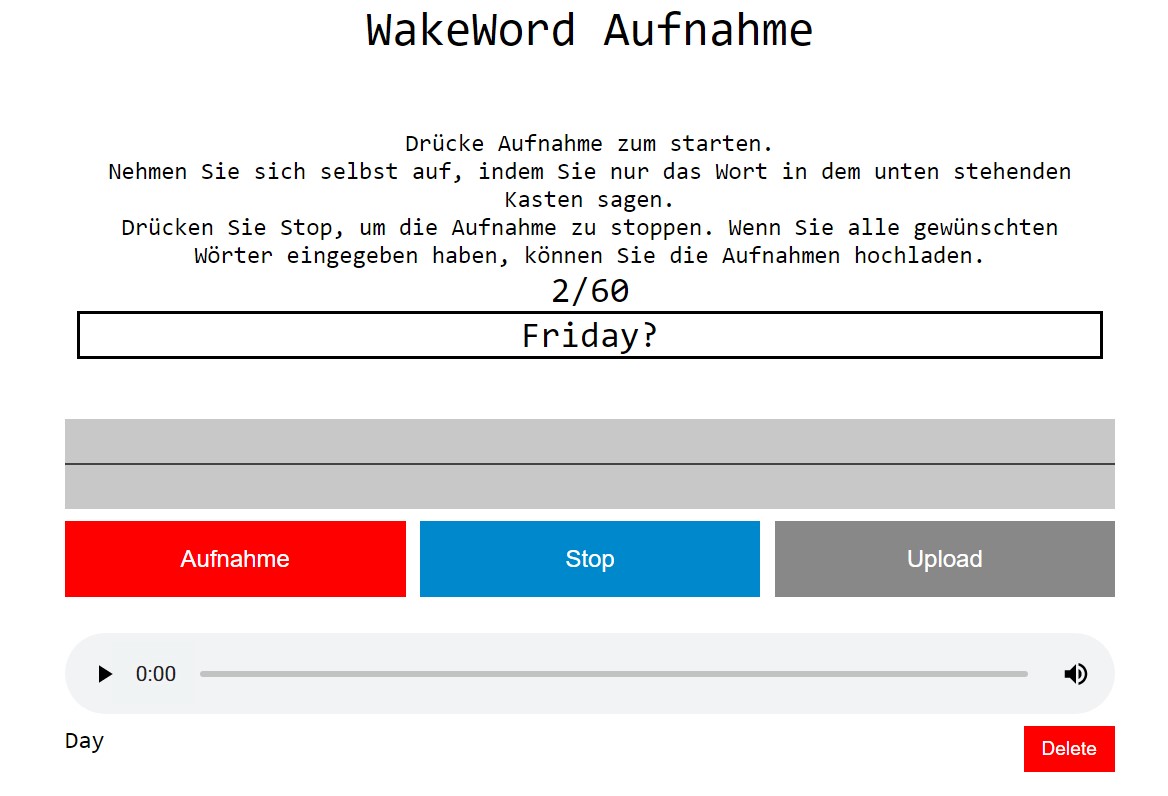 WakeWord Aufnahme
Drücke Aufnahme zum starten.
Nehmen Sie sich selbst auf, indem Sie nur das Wort in dem unten stehenden
Kasten sagen.
Drücken Sie Stop, um die Aufnahme zu stoppen. Wenn Sie alle gewünschten
Wörter eingegeben haben, können Sie die Aufnahmen hochladen.
2/60
Friday?
Aufnahme Stop Upload
0:00
Day Delete